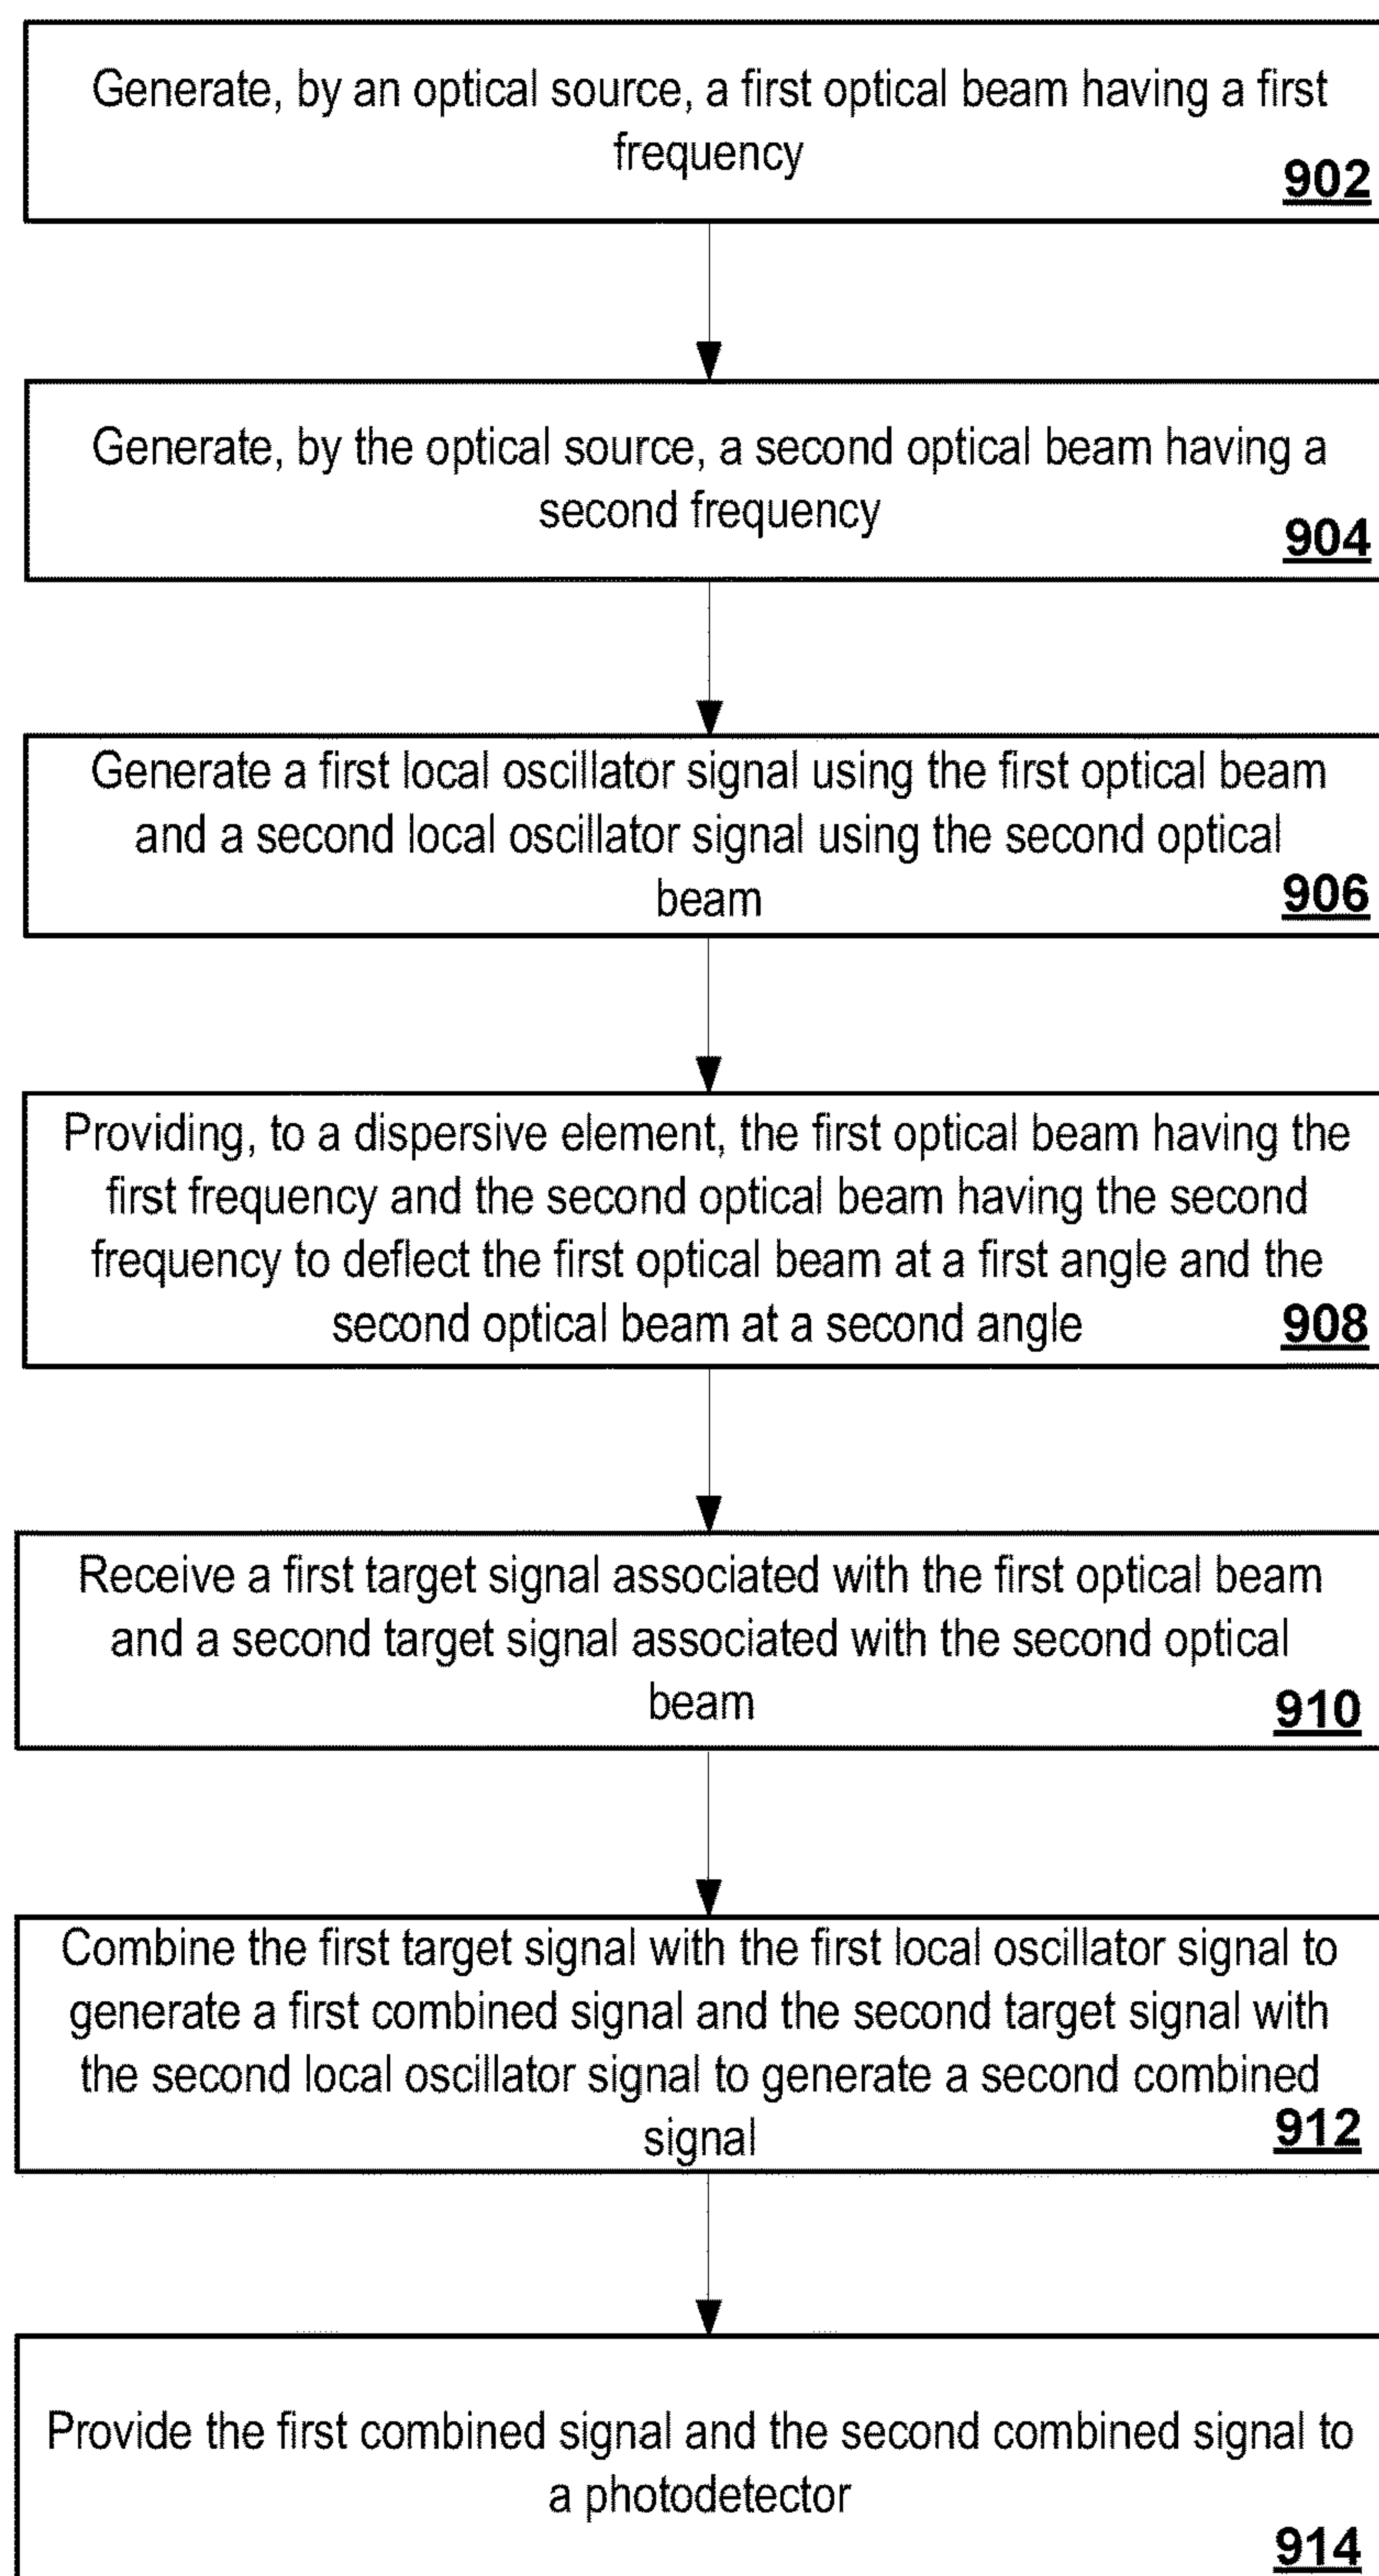 Generate, by an optical source, a first optical beam having a first
frequency
902
Generate, by the optical source, a second optical beam having a
second frequency
904
Generate a first local oscillator signal using the first optical beam
and a second local oscillator signal using the second optical
beam
906
Providing, to a dispersive element, the first optical beam having the
first frequency and the second optical beam having the second
frequency to deflect the first optical beam at a first angle and the
second optical beam at a second angle
908
Receive a first target signal associated with the first optical beam
and a second target signal associated with the second optical
beam
910
Combine the first target signal with the first local oscillator signal to
generate a first combined signal and the second target signal with
the second local oscillator signal to generate a second combined
signal
912
Provide the first combined signal and the second combined signal to
a photodetector
914